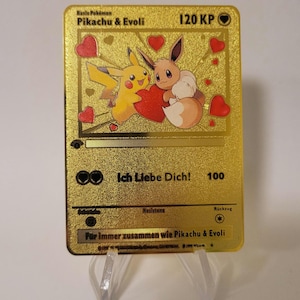 Basis Pokémon
Pikachu & Evoli 120 KP
Ich Liebe Dich! 100
Resistenz Rückzug
Für immer zusammen wie Pikachu & Evoli